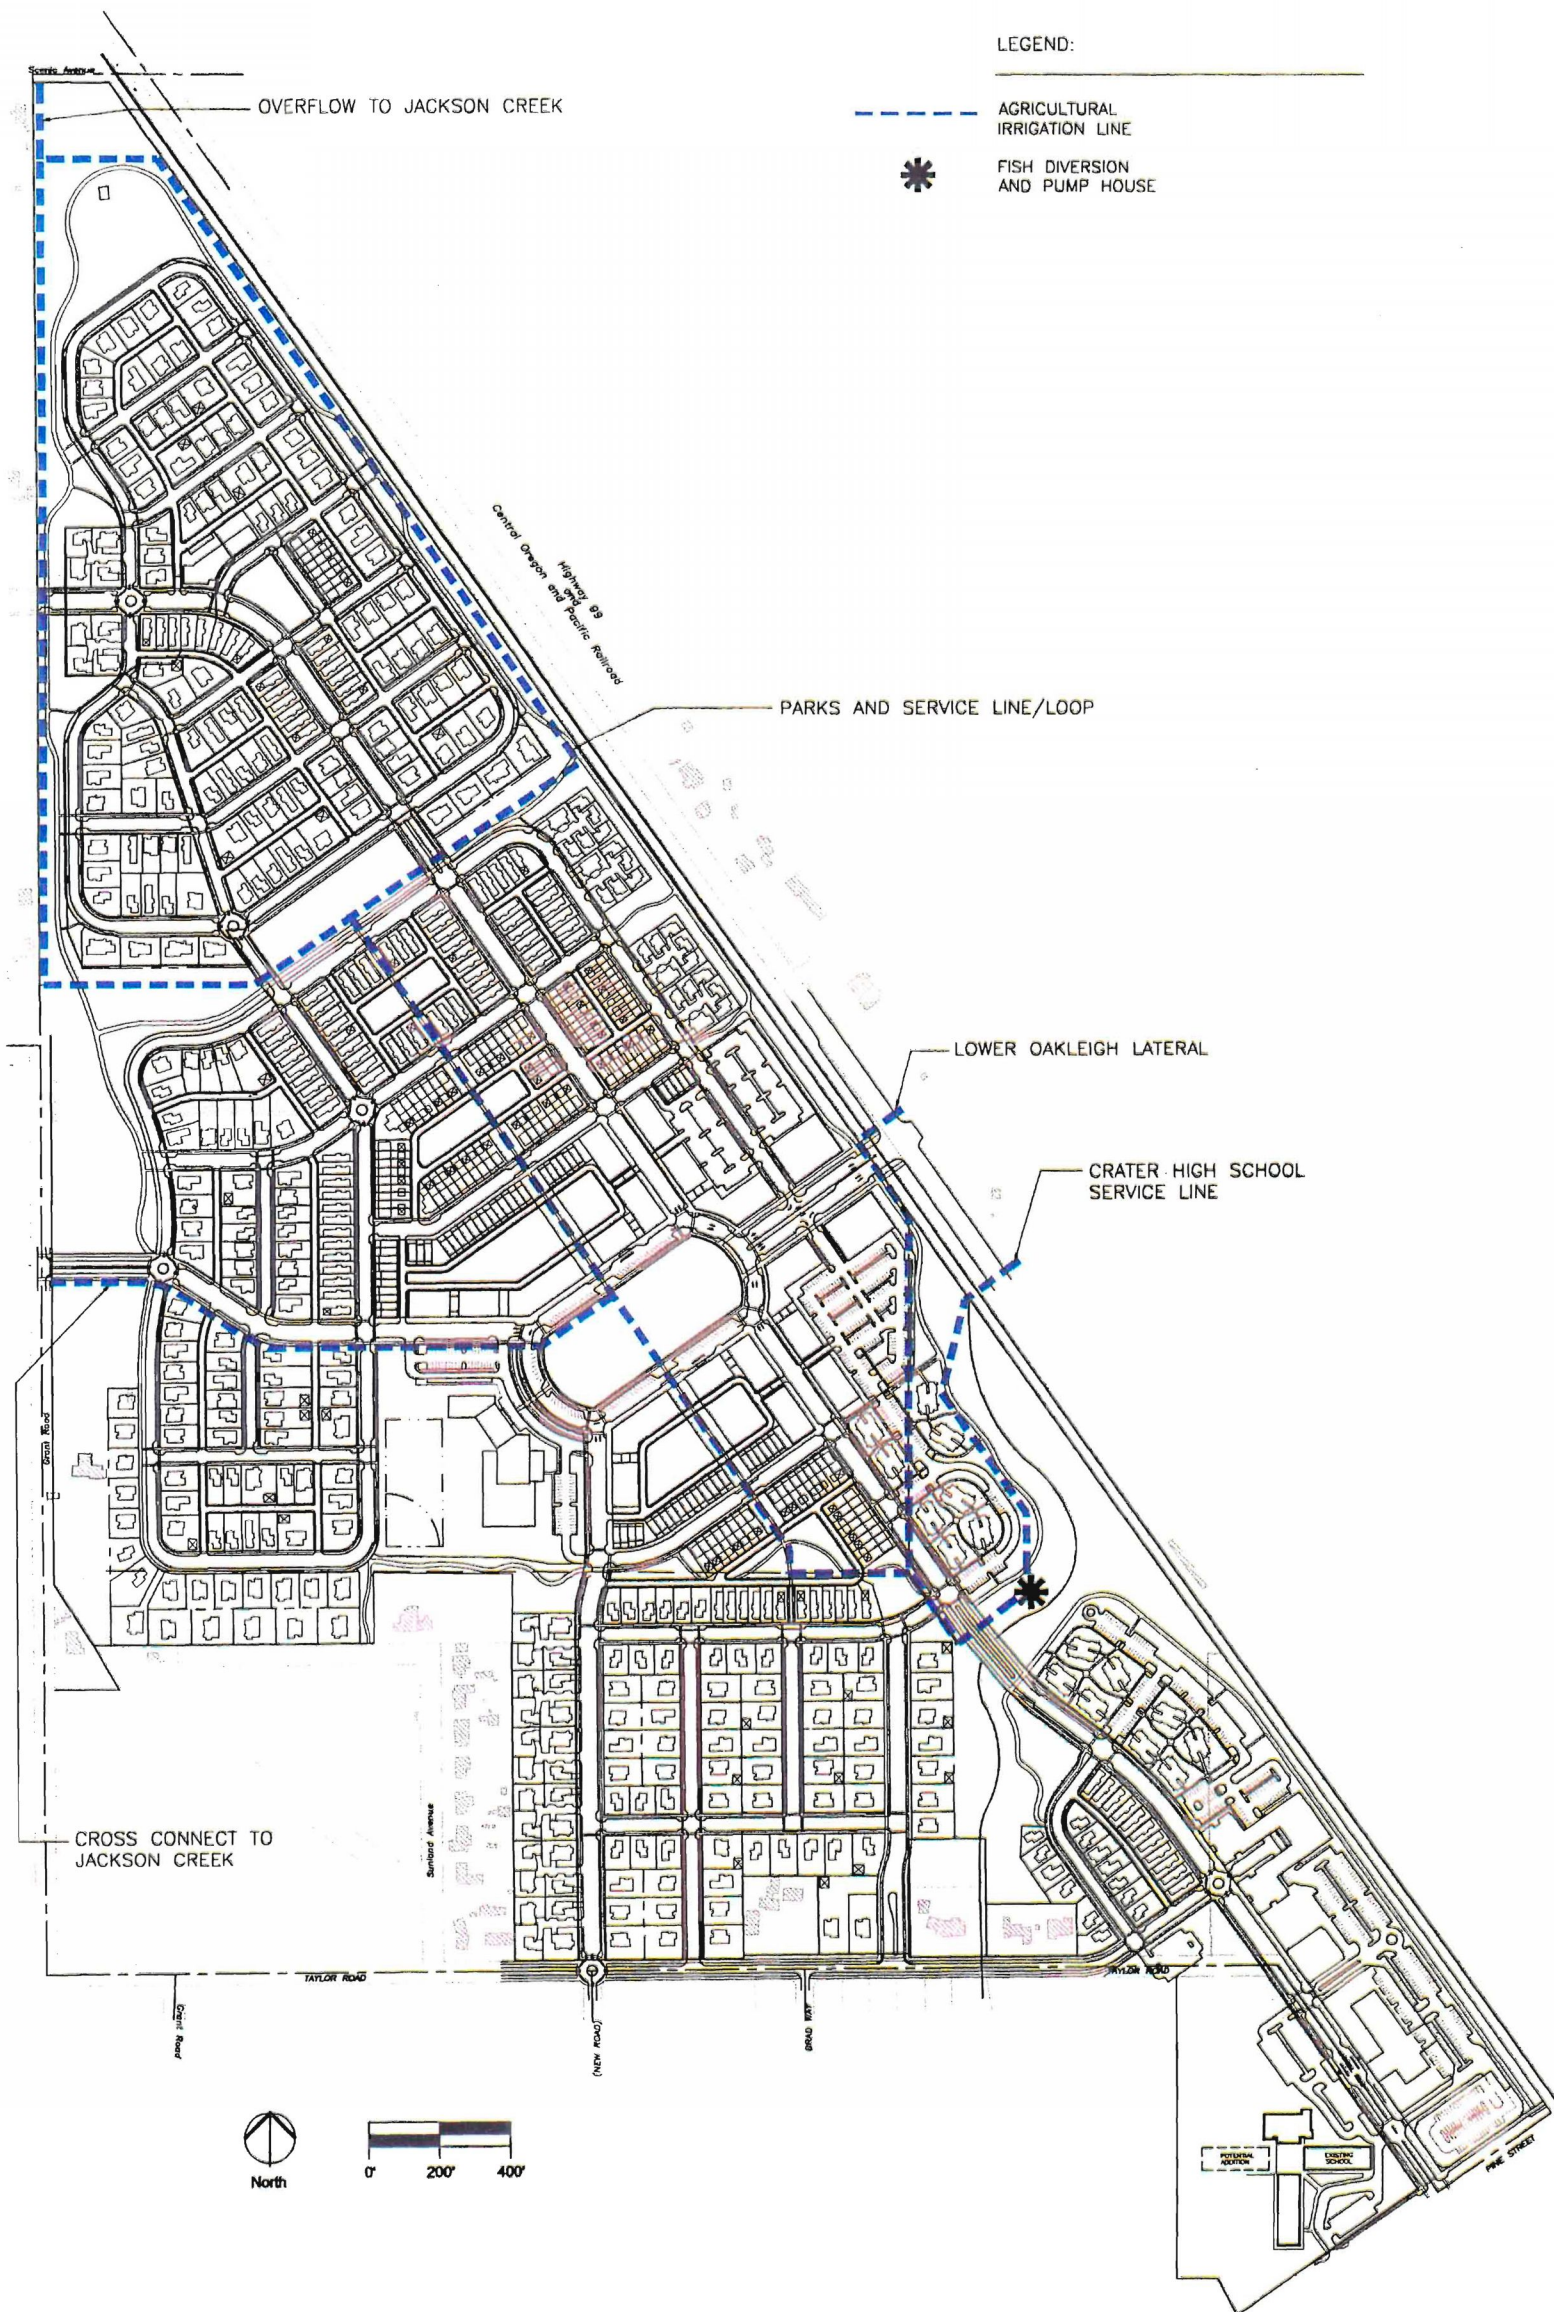 LEGEND:
Scenic Avenue
OVERFLOW TO JACKSON CREEK
AGRICULTURAL
IRRIGATION LINE
FISH DIVERSION
AND PUMP HOUSE
Highway 99
and
Central Oregon and Pacific Railroad
PARKS AND SERVICE LINE/LOOP
LOWER OAKLEIGH LATERAL
CRATER HIGH SCHOOL
SERVICE LINE
Grant Road
CROSS CONNECT TO
JACKSON CREEK
Sunland Avenue
TAYLOR ROAD
TAYLOR ROAD
Grant Road
(NEW ROAD)
BRAD WAY
North
0'
200'
400'
POTENTIAL
ADDITION
EXISTING
SCHOOL
PINE STREET